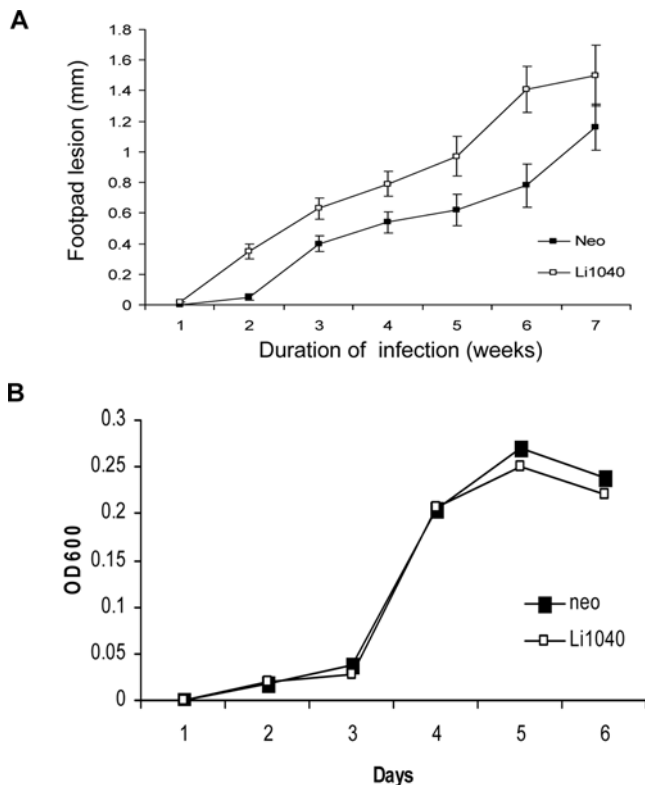 A
Footpad lesion (mm)
1.8
1.6
1.4
1.2
1
0.8
0.6
0.4
0.2
0
Neo
Li1040
1 2 3 4 5 6 7
Duration of infection (weeks)
B
OD600
0.3
0.25
0.2
0.15
0.1
0.05
0
neo
Li1040
1 2 3 4 5 6
Days